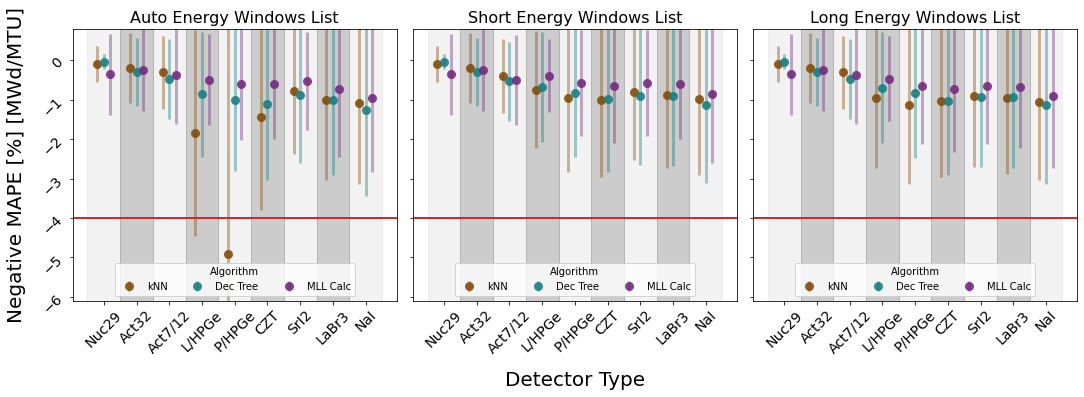 Auto Energy Windows List
Short Energy Windows List
Long Energy Windows List
Negative MAPE [%] [MWd/MTU]
0
−1
−2
−3
−4
−5
−6
Algorithm
kNN Dec Tree MLL Calc
Algorithm
kNN Dec Tree MLL Calc
Algorithm
kNN Dec Tree MLL Calc
Nuc29 Act32 Act7/12 L/HPGe P/HPGe CZT SrI2 LaBr3 NaI
Nuc29 Act32 Act7/12 L/HPGe P/HPGe CZT SrI2 LaBr3 NaI
Nuc29 Act32 Act7/12 L/HPGe P/HPGe CZT SrI2 LaBr3 NaI
Detector Type